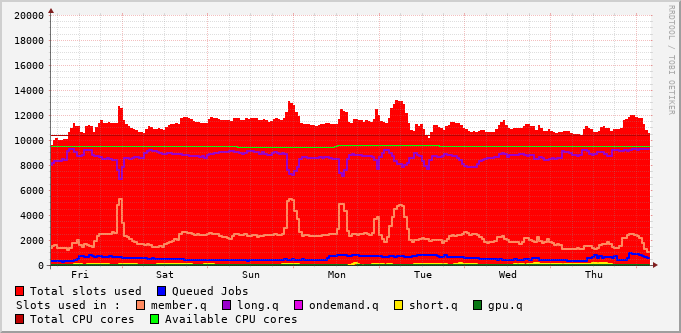 RRDTOOL / TOBI OETIKER
20000
18000
16000
14000
12000
10000
8000
6000
4000
2000
0
Fri Sat Sun Mon Tue Wed Thu
Total slots used Queued Jobs
Slots used in : member.q long.q ondemand.q short.q gpu.q
Total CPU cores Available CPU cores